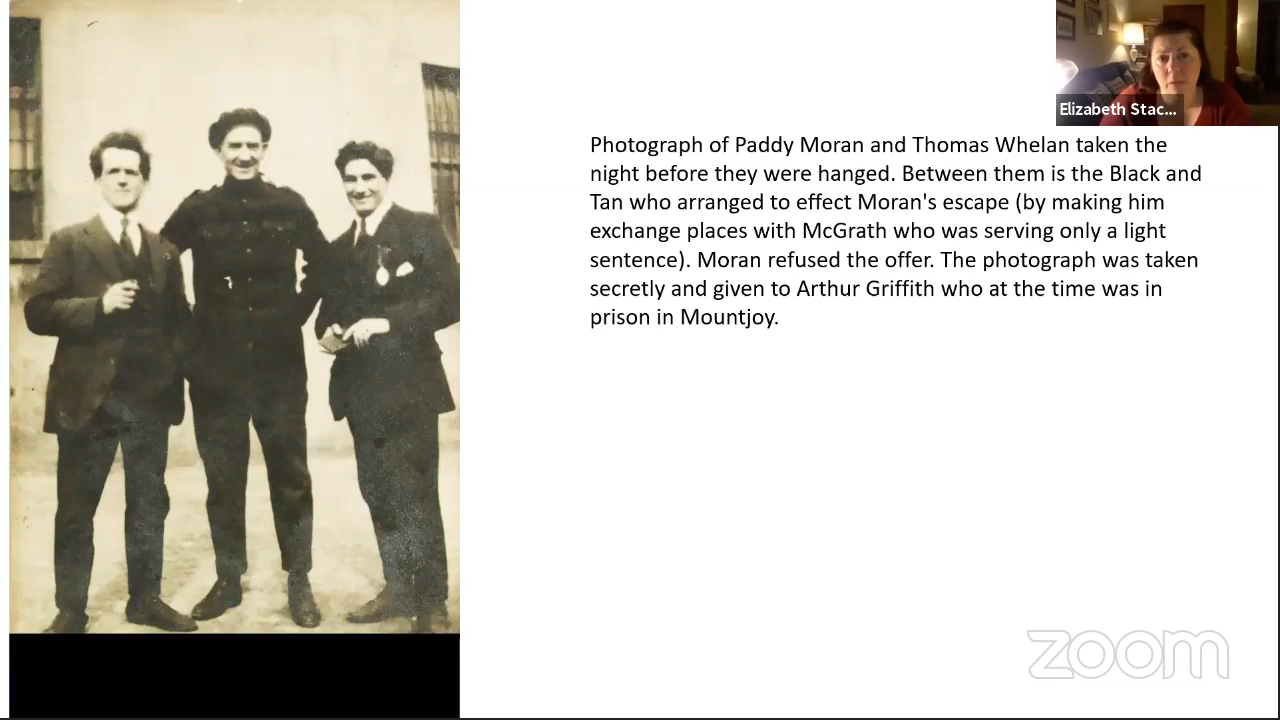 Elizabeth Stac...
Photograph of Paddy Moran and Thomas Whelan taken the
night before they were hanged. Between them is the Black and
Tan who arranged to effect Moran's escape (by making him
exchange places with McGrath who was serving only a light
sentence). Moran refused the offer. The photograph was taken
secretly and given to Arthur Griffith who at the time was in
prison in Mountjoy.
zoom